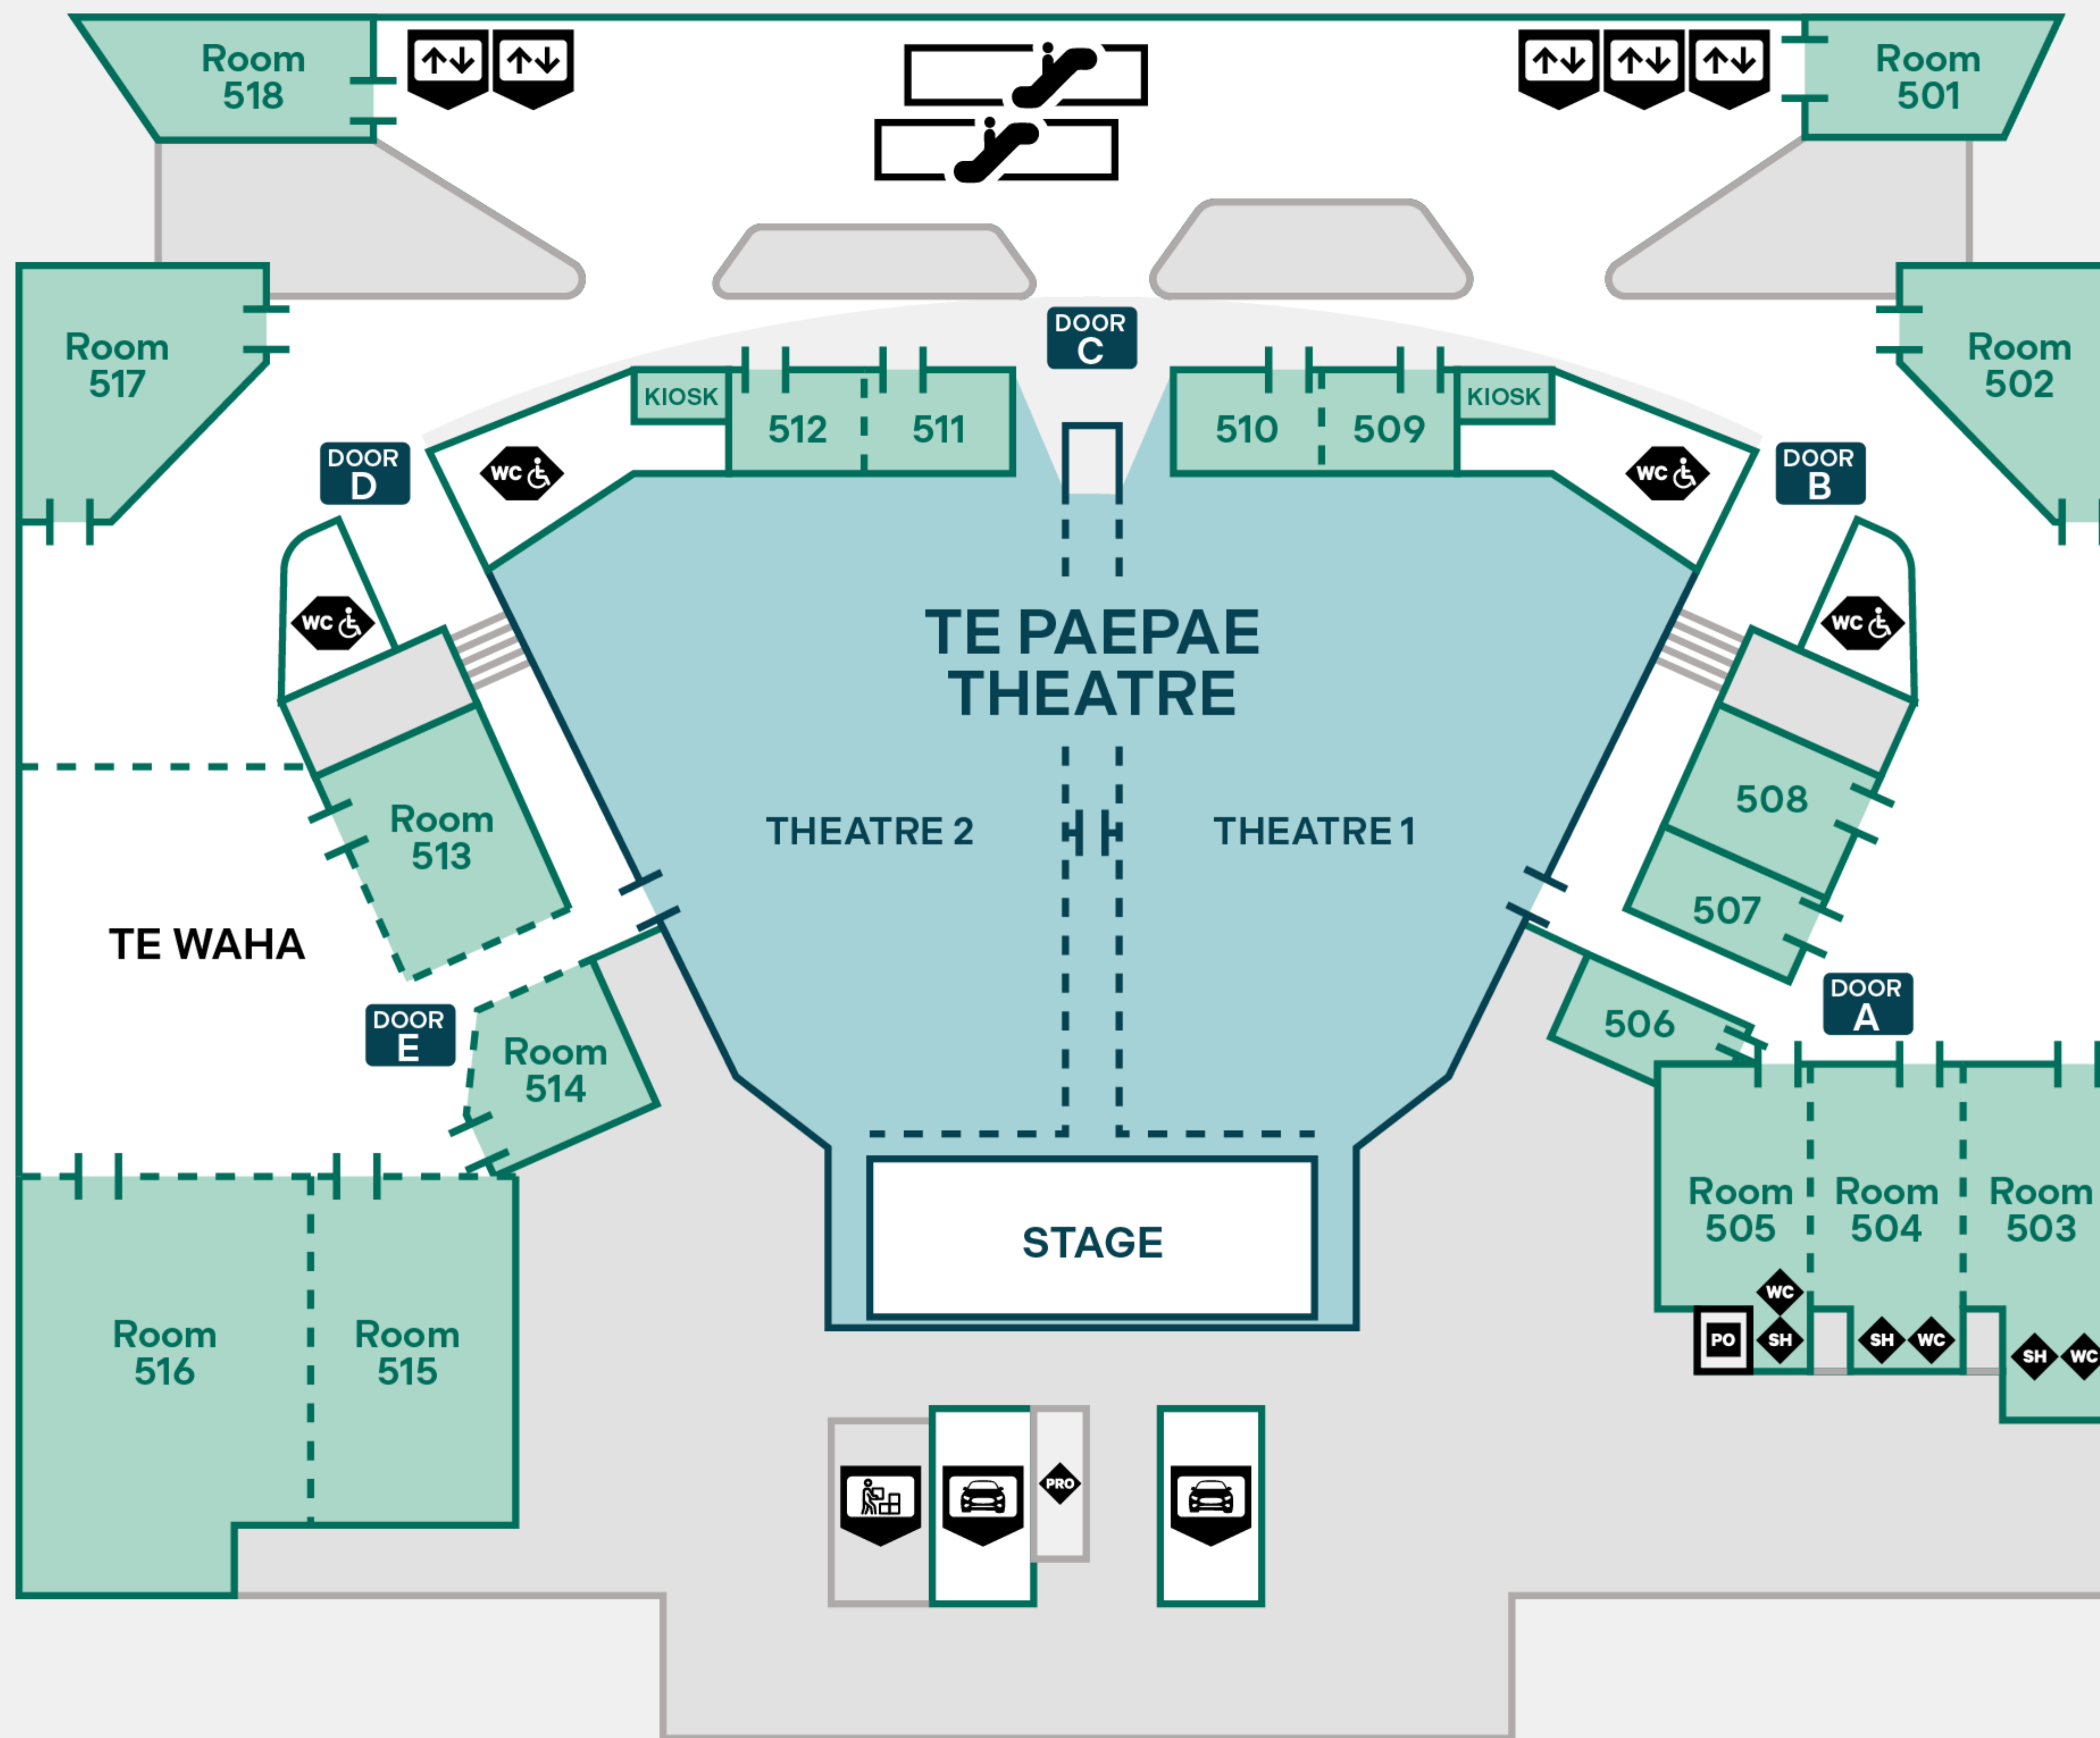 Room
518
Room
501
Room
517
DOOR
C
Room
502
KIOSK
512
511
510
509
KIOSK
DOOR
D
WC
WC
DOOR
B
WC
TE PAEPAE
THEATRE
WC
Room
513
THEATRE 2
THEATRE 1
508
507
TE WAHA
DOOR
E
Room
514
506
DOOR
A
Room
505
Room
504
Room
503
STAGE
WC
PO
SH
SH
WC
SH
WC
Room
516
Room
515
PRO